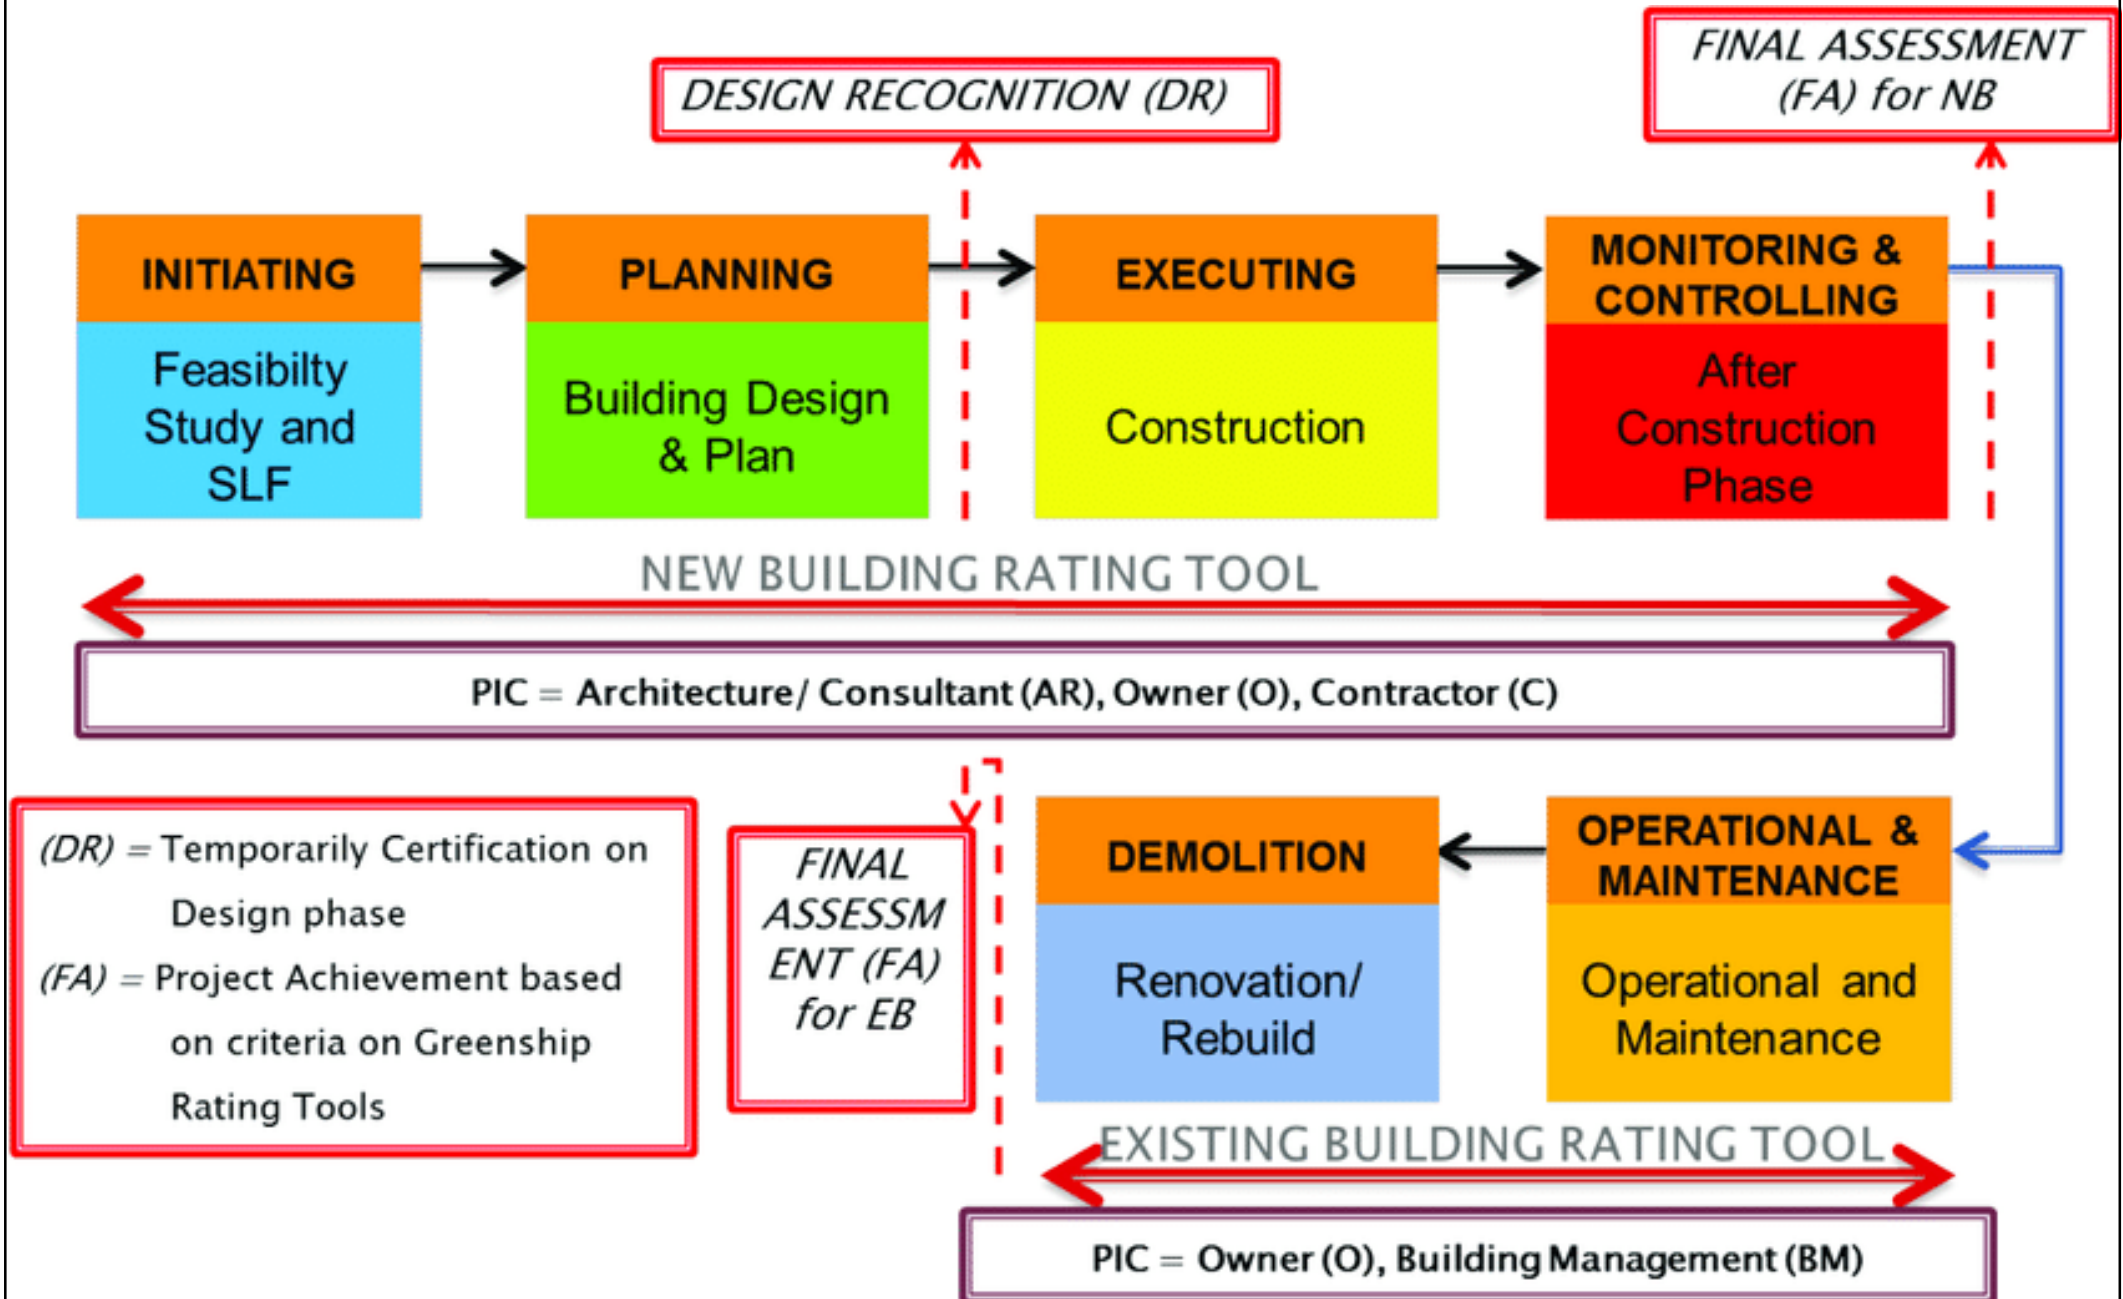 DESIGN RECOGNITION (DR)
FINAL ASSESSMENT
(FA) for NB
INITIATING
Feasibilty
Study and
SLF
PLANNING
Building Design
& Plan
EXECUTING
Construction
MONITORING &
CONTROLLING
After
Construction
Phase
NEW BUILDING RATING TOOL
PIC = Architecture/ Consultant (AR), Owner (O), Contractor (C)
(DR) = Temporarily Certification on
Design phase
(FA) = Project Achievement based
on criteria on Greenship
Rating Tools
FINAL
ASSESSM
ENT (FA)
for EB
DEMOLITION
Renovation/
Rebuild
OPERATIONAL &
MAINTENANCE
Operational and
Maintenance
EXISTING BUILDING RATING TOOL
PIC = Owner (O), Building Management (BM)